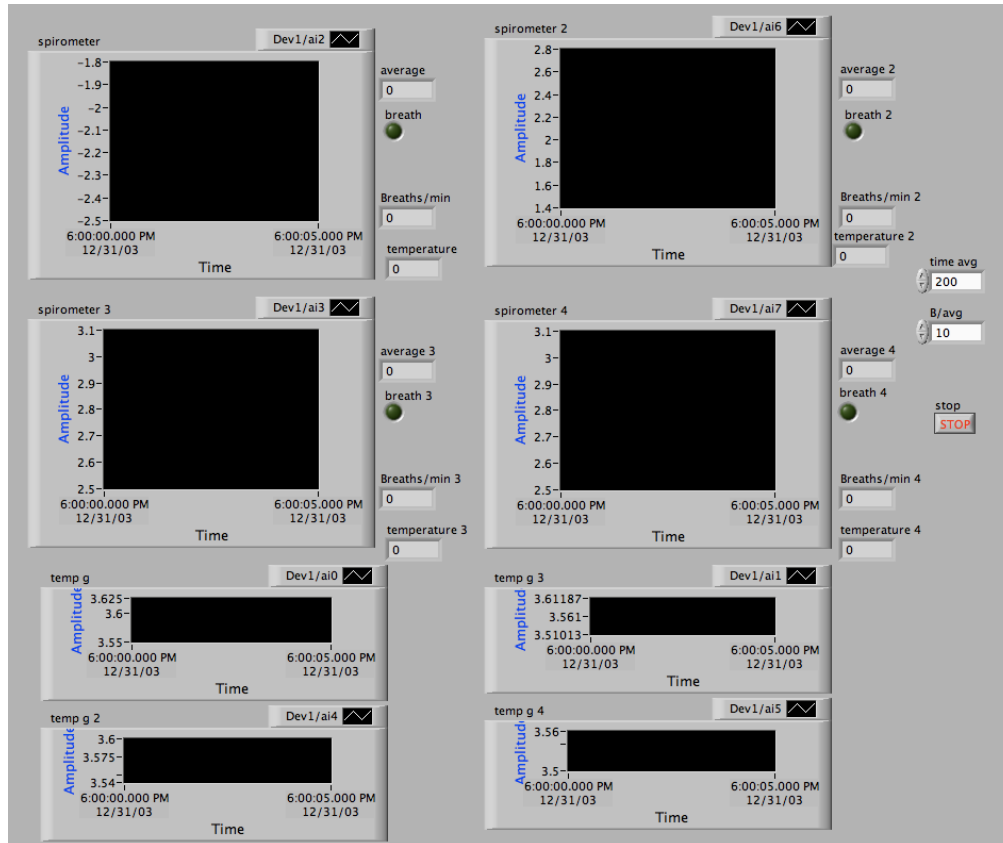 spirometer
Dev1/ai2
-1.8-
-1.9-
-2-
-2.1-
-2.2-
-2.3-
-2.4-
-2.5-
Amplitude
6:00:00.000 PM
12/31/03
6:00:05.000 PM
12/31/03
Time
average
0
breath
Breaths/min
0
temperature
0
spirometer 2
Dev1/ai6
2.8-
2.6-
2.4-
2.2-
2-
1.8-
1.6-
1.4-
Amplitude
6:00:00.000 PM
12/31/03
6:00:05.000 PM
12/31/03
Time
average 2
0
breath 2
Breaths/min 2
0
temperature 2
0
time avg
200
B/avg
10
stop
STOP
spirometer 3
Dev1/ai3
3.1-
3-
2.9-
2.8-
2.7-
2.6-
2.5-
Amplitude
6:00:00.000 PM
12/31/03
6:00:05.000 PM
12/31/03
Time
average 3
0
breath 3
Breaths/min 3
0
temperature 3
0
spirometer 4
Dev1/ai7
3.1-
3-
2.9-
2.8-
2.7-
2.6-
2.5-
Amplitude
6:00:00.000 PM
12/31/03
6:00:05.000 PM
12/31/03
Time
average 4
0
breath 4
Breaths/min 4
0
temperature 4
0
temp g
Dev1/ai0
3.625-
3.6-
3.55-
Amplitude
6:00:00.000 PM
12/31/03
6:00:05.000 PM
12/31/03
Time
temp g 3
Dev1/ai1
3.61187-
3.561-
3.51013-
Amplitude
6:00:00.000 PM
12/31/03
6:00:05.000 PM
12/31/03
Time
temp g 2
Dev1/ai4
3.6-
3.575-
3.54-
Amplitude
6:00:00.000 PM
12/31/03
6:00:05.000 PM
12/31/03
Time
temp g 4
Dev1/ai5
3.56-
3.5-
Amplitude
6:00:00.000 PM
12/31/03
6:00:05.000 PM
12/31/03
Time